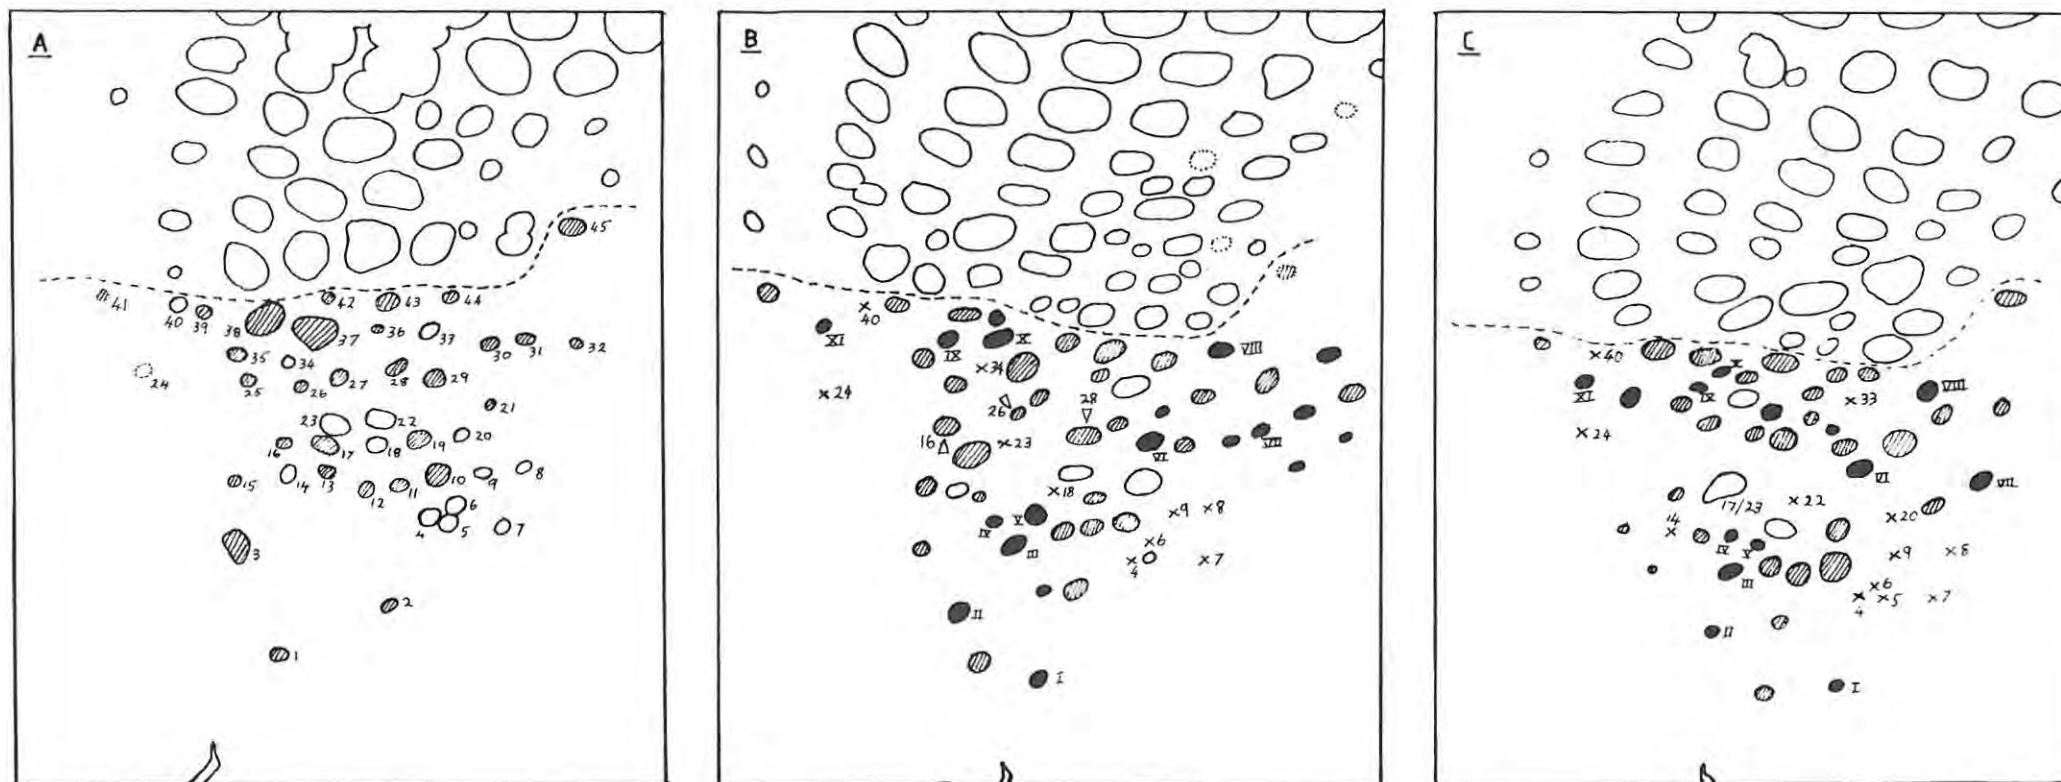 A
45
41
40 39 38 42 43 44
37 36 33 30 31 32
35 34
24 25 26 27 28 29
21
23 22
16 17 18 19 20
15 14 13 12 11 10 9 8
6
4 5 7
3
2
1
B
40
XI IX X VIII
34
24
26 28
16 23 VI VII
18
9 8
IV V
III 6
4 7
II
I
C
40 X
XI IX 33 VIII
24
VI VII
17/23 22
14 20
IV V
III 9 8
6
4 5 7
II
I